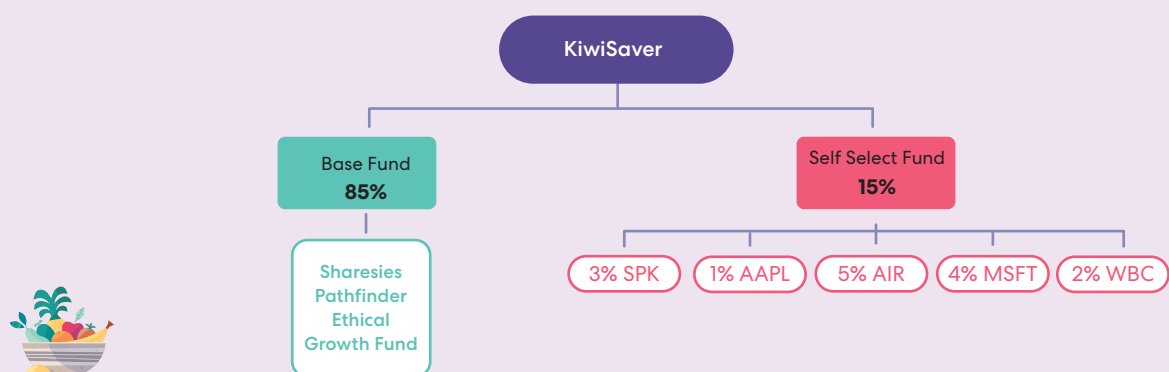 KiwiSaver
Base Fund
85%
Self Select Fund
15%
Sharesies
Pathfinder
Ethical
Growth Fund
3% SPK
1% AAPL
5% AIR
4% MSFT
2% WBC